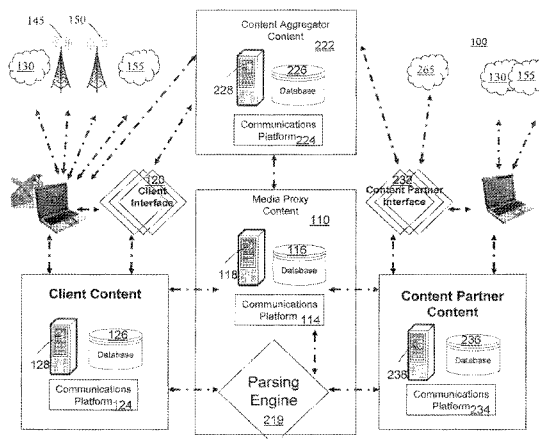 145
150
130
155
Content Aggregator
Content
222
228
226
Database
Communications
Platform
224
100
265
130
155
120
Client
Interface
232
Content Partner
Interface
Media Proxy
Content
110
118
116
Database
Communications
Platform
114
Client Content
128
126
Database
Communications
Platform
124
Parsing
Engine
219
Content Partner
Content
238
236
Database
Communications
Platform
234